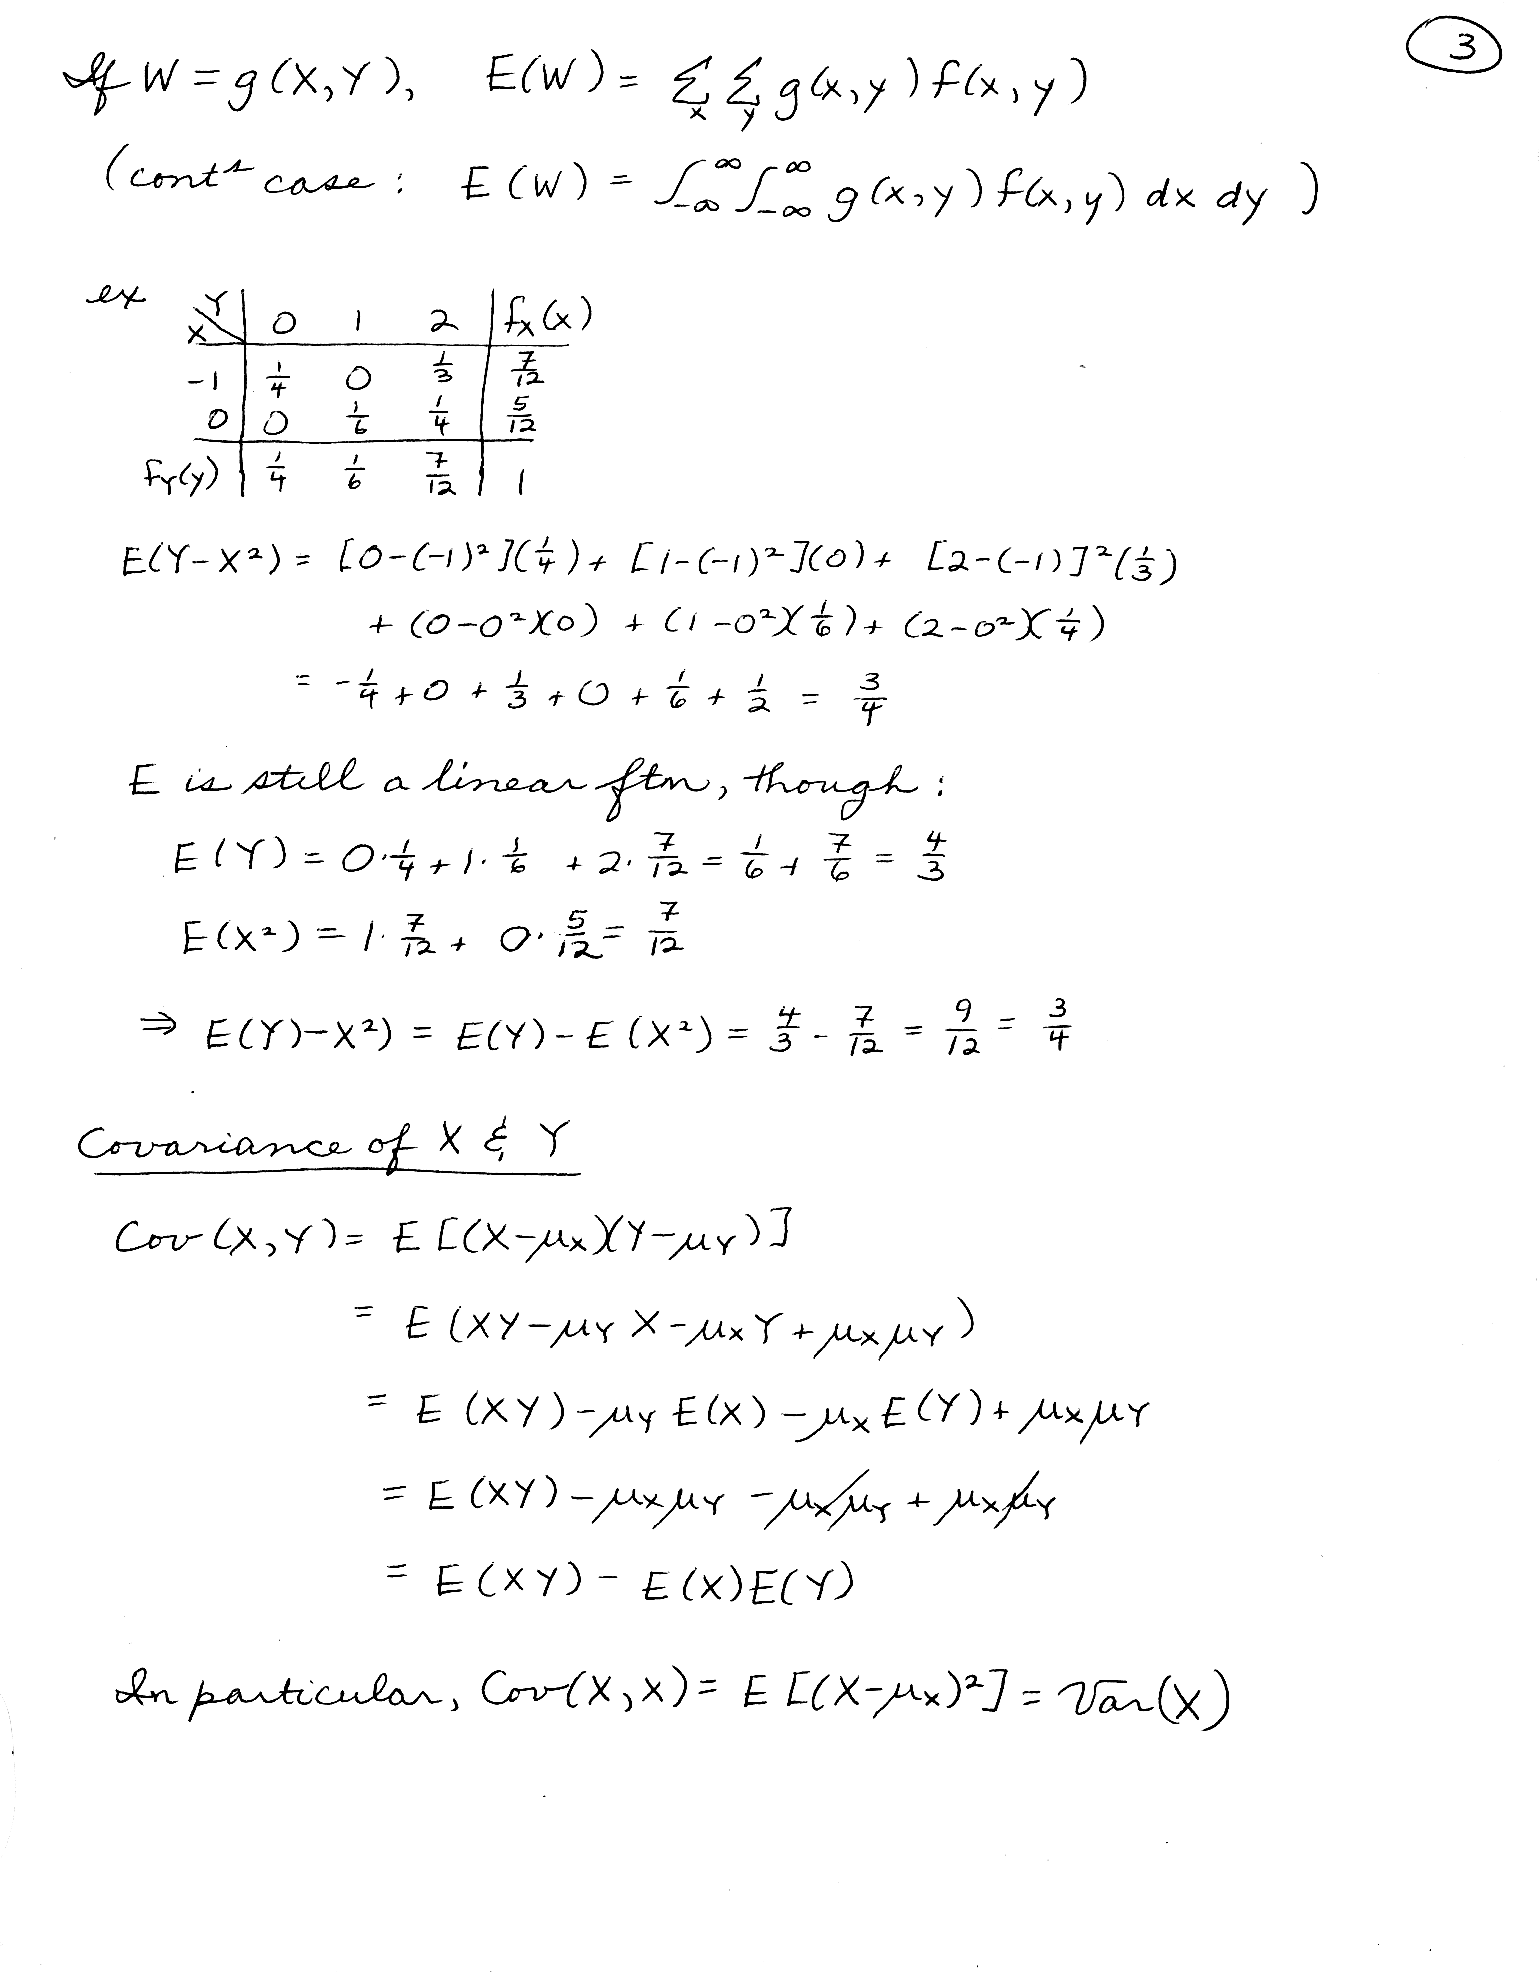 3
If W = g(X,Y), E(W) = Σ_x Σ_y g(x,y) f(x,y)
(contˢ case: E(W) = ∫_{-∞}^{∞} ∫_{-∞}^{∞} g(x,y) f(x,y) dx dy )
ex X\Y 0 1 2 f_X(x)
-1 1/4 0 1/3 7/12
0 0 1/6 1/4 5/12
f_Y(y) 1/4 1/6 7/12 1
E(Y-X²) = [0-(-1)²](1/4) + [1-(-1)²](0) + [2-(-1)]²(1/3)
+ (0-0²)(0) + (1-0²)(1/6) + (2-0²)(1/4)
= -1/4 + 0 + 1/3 + 0 + 1/6 + 1/2 = 3/4
E is still a linear ftn, though:
E(Y) = 0·1/4 + 1·1/6 + 2·7/12 = 1/6 + 7/6 = 4/3
E(X²) = 1·7/12 + 0·5/12 = 7/12
⇒ E(Y)-X²) = E(Y) - E(X²) = 4/3 - 7/12 = 9/12 = 3/4
Covariance of X & Y
Cov(X,Y) = E[(X-μ_X)(Y-μ_Y)]
= E(XY - μ_Y X - μ_X Y + μ_X μ_Y)
= E(XY) - μ_Y E(X) - μ_X E(Y) + μ_X μ_Y
= E(XY) - μ_X μ_Y - μ_X μ_Y + μ_X μ_Y
= E(XY) - E(X)E(Y)
In particular, Cov(X,X) = E[(X-μ_X)²] = Var(X)